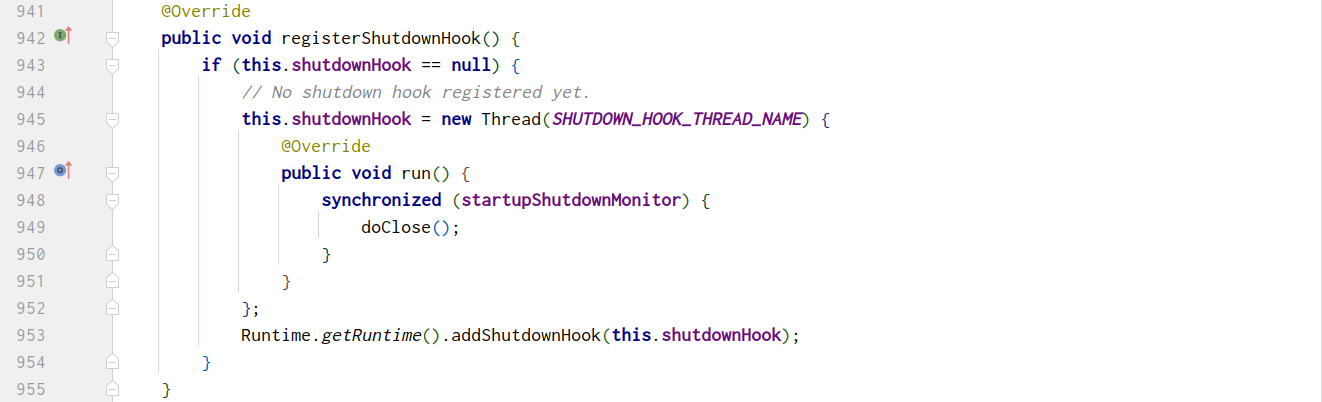 941 @Override
942 public void registerShutdownHook() {
943 if (this.shutdownHook == null) {
944 // No shutdown hook registered yet.
945 this.shutdownHook = new Thread(SHUTDOWN_HOOK_THREAD_NAME) {
946 @Override
947 public void run() {
948 synchronized (startupShutdownMonitor) {
949 doClose();
950 }
951 }
952 };
953 Runtime.getRuntime().addShutdownHook(this.shutdownHook);
954 }
955 }